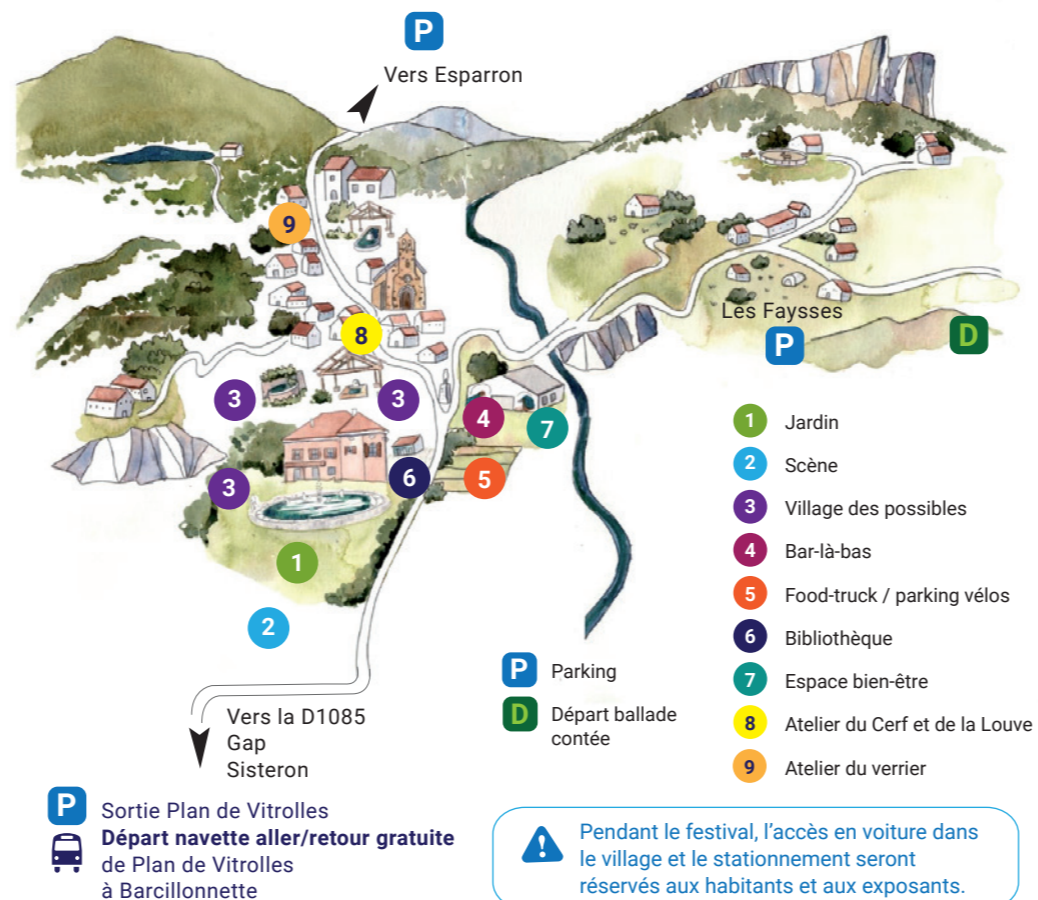 P
Vers Esparron
9
8
Les Faysses
P
D
3
3
4
7
3
6
5
1
2
1 Jardin
2 Scène
3 Village des possibles
4 Bar-là-bas
5 Food-truck / parking vélos
6 Bibliothèque
7 Espace bien-être
8 Atelier du Cerf et de la Louve
9 Atelier du verrier
P Parking
D Départ ballade
contée
Vers la D1085
Gap
Sisteron
P Sortie Plan de Vitrolles
Départ navette aller/retour gratuite
de Plan de Vitrolles
à Barcillonnette
! Pendant le festival, l’accès en voiture dans
le village et le stationnement seront
réservés aux habitants et aux exposants.